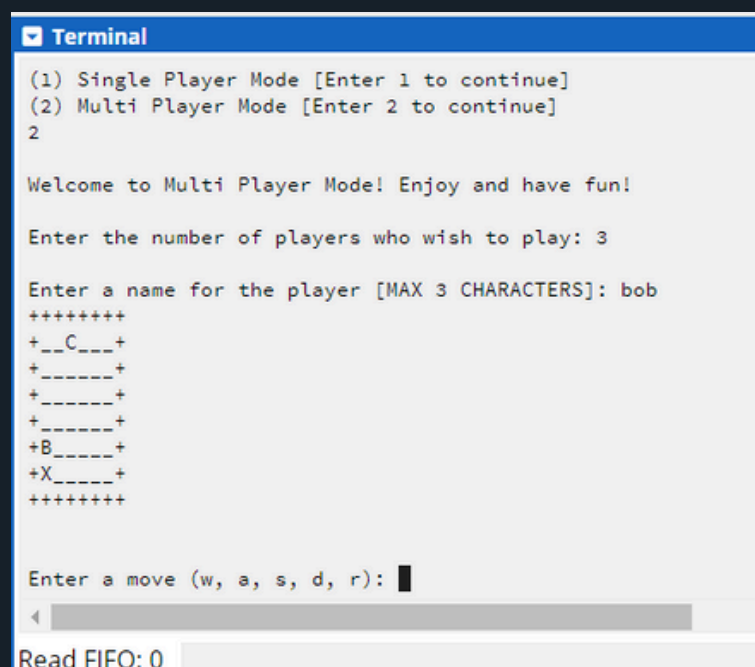 Terminal
(1) Single Player Mode [Enter 1 to continue]
(2) Multi Player Mode [Enter 2 to continue]
2
Welcome to Multi Player Mode! Enjoy and have fun!
Enter the number of players who wish to play: 3
Enter a name for the player [MAX 3 CHARACTERS]: bob
++++++++
+__C___+
+______+
+______+
+______+
+B_____+
+X_____+
++++++++
Enter a move (w, a, s, d, r):
Read FIFO: 0